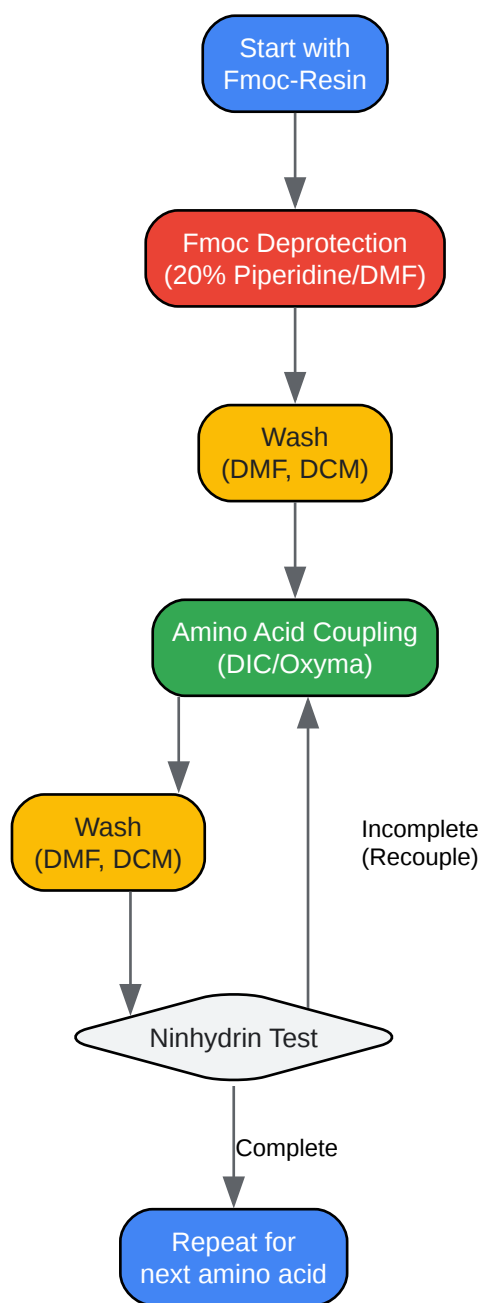 Start with
Fmoc-Resin
Fmoc Deprotection
(20% Piperidine/DMF)
Wash
(DMF, DCM)
Amino Acid Coupling
(DIC/Oxyma)
Wash
(DMF, DCM)
Incomplete
(Recouple)
Ninhydrin Test
Complete
Repeat for
next amino acid